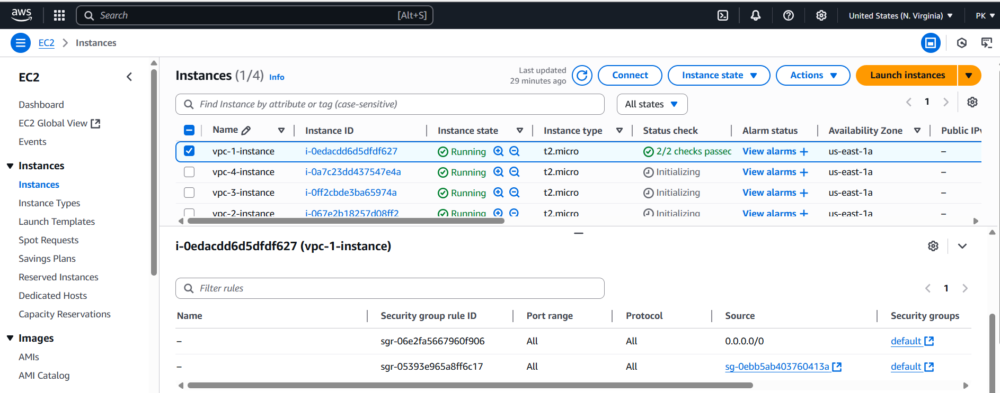 aws
Search [Alt+S]
United States (N. Virginia) PK
EC2 Instances
EC2
Dashboard
EC2 Global View
Events
Instances
Instances
Instance Types
Launch Templates
Spot Requests
Savings Plans
Reserved Instances
Dedicated Hosts
Capacity Reservations
Images
AMIs
AMI Catalog
Instances (1/4) Info
Last updated
29 minutes ago
Connect Instance state Actions Launch instances
Find Instance by attribute or tag (case-sensitive) All states 1
Name Instance ID Instance state Instance type Status check Alarm status Availability Zone Public IPv
vpc-1-instance i-0edacdd6d5dfdf627 Running t2.micro 2/2 checks passed View alarms + us-east-1a –
vpc-4-instance i-0a7c23dd437547e4a Running t2.micro Initializing View alarms + us-east-1a –
vpc-3-instance i-0ff2cbde3ba65974a Running t2.micro Initializing View alarms + us-east-1a –
vpc-2-instance i-067e2b18257d08ff2 Running t2.micro Initializing View alarms + us-east-1a –
i-0edacdd6d5dfdf627 (vpc-1-instance)
Filter rules 1
Name Security group rule ID Port range Protocol Source Security groups
– sgr-06e2fa5667960f906 All All 0.0.0.0/0 default
– sgr-05393e965a8ff6c17 All All sg-0ebb5ab403760413a default